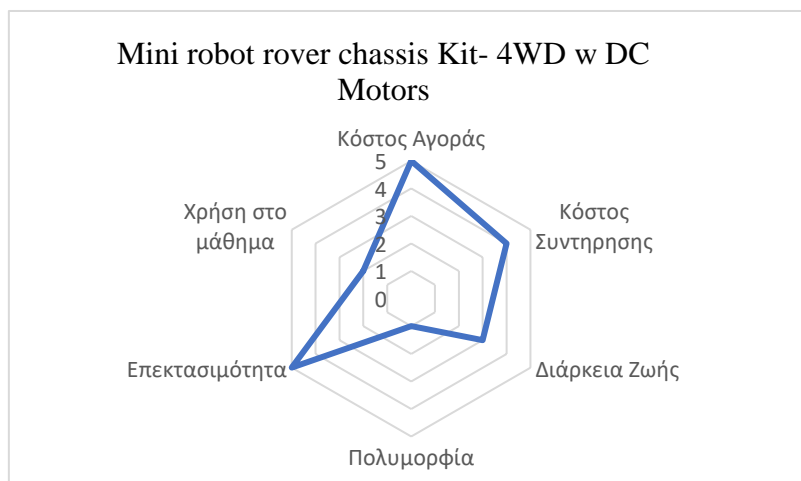 Mini robot rover chassis Kit- 4WD w DC
Motors
Κόστος Αγοράς
5
4
3
2
1
0
Κόστος
Συντηρησης
Διάρκεια Ζωής
Πολυμορφία
Επεκτασιμότητα
Χρήση στο
μάθημα